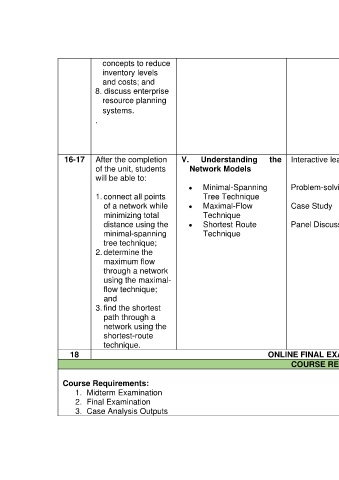 concepts to reduce
inventory levels
and costs; and
8. discuss enterprise
resource planning
systems.
.
16-17
After the completion
of the unit, students
will be able to:
1. connect all points
of a network while
minimizing total
distance using the
minimal-spanning
tree technique;
2. determine the
maximum flow
through a network
using the maximal-
flow technique;
and
3. find the shortest
path through a
network using the
shortest-route
technique.
V. Understanding the
Network Models
• Minimal-Spanning
Tree Technique
• Maximal-Flow
Technique
• Shortest Route
Technique
Interactive lea
Problem-solvi
Case Study
Panel Discuss
18
ONLINE FINAL EXA
COURSE RE
Course Requirements:
1. Midterm Examination
2. Final Examination
3. Case Analysis Outputs